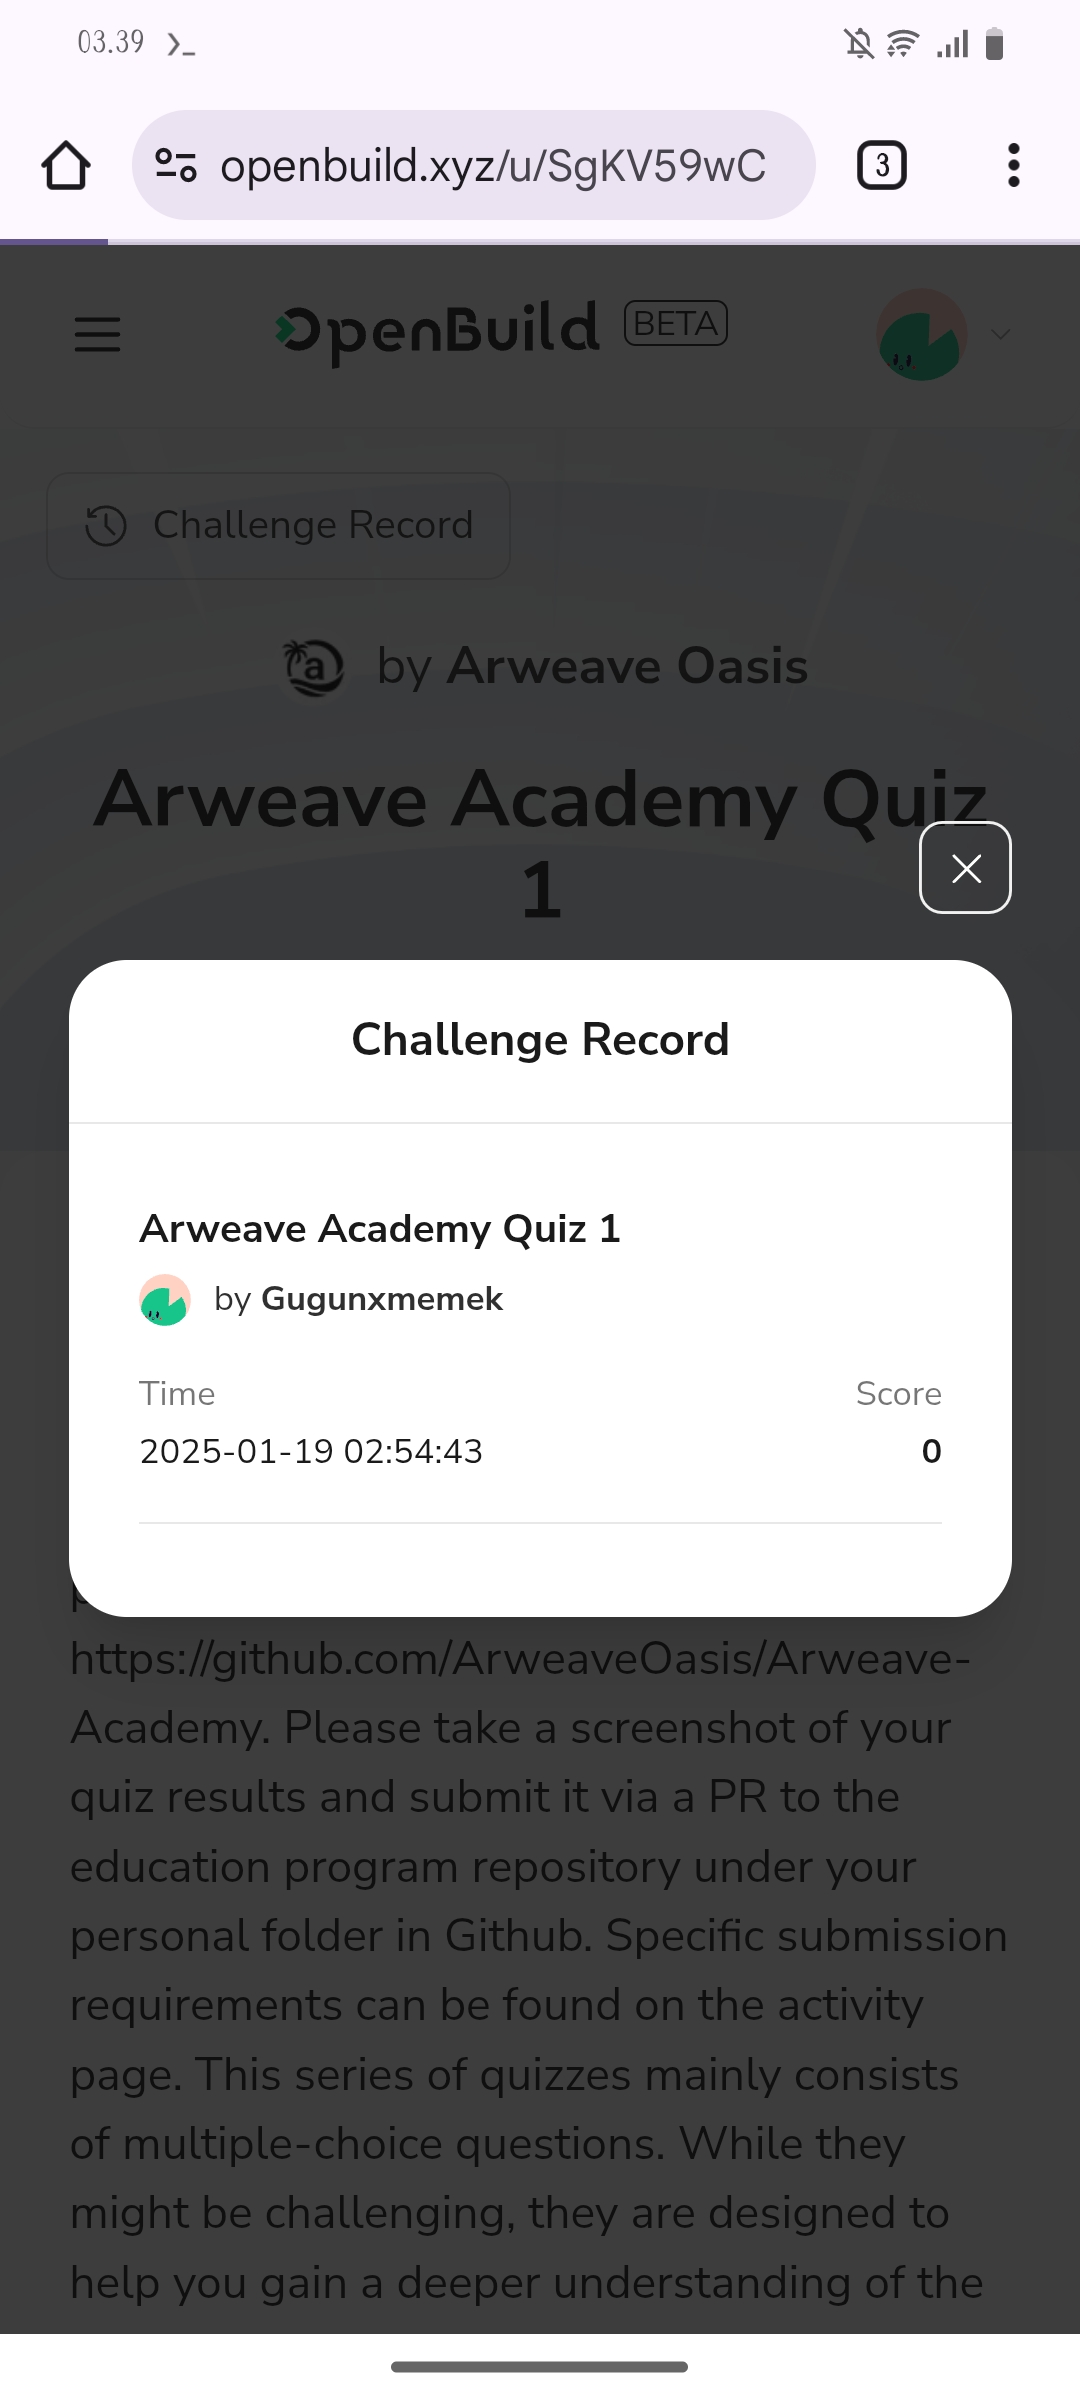 03.39
openbuild.xyz/u/SgKV59wC
3
OpenBuild BETA
Challenge Record
by Arweave Oasis
Arweave Academy Quiz
1
Challenge Record
Arweave Academy Quiz 1
by Gugunxmemek
Time Score
2025-01-19 02:54:43 0
https://github.com/ArweaveOasis/Arweave-
Academy. Please take a screenshot of your
quiz results and submit it via a PR to the
education program repository under your
personal folder in Github. Specific submission
requirements can be found on the activity
page. This series of quizzes mainly consists
of multiple-choice questions. While they
might be challenging, they are designed to
help you gain a deeper understanding of the